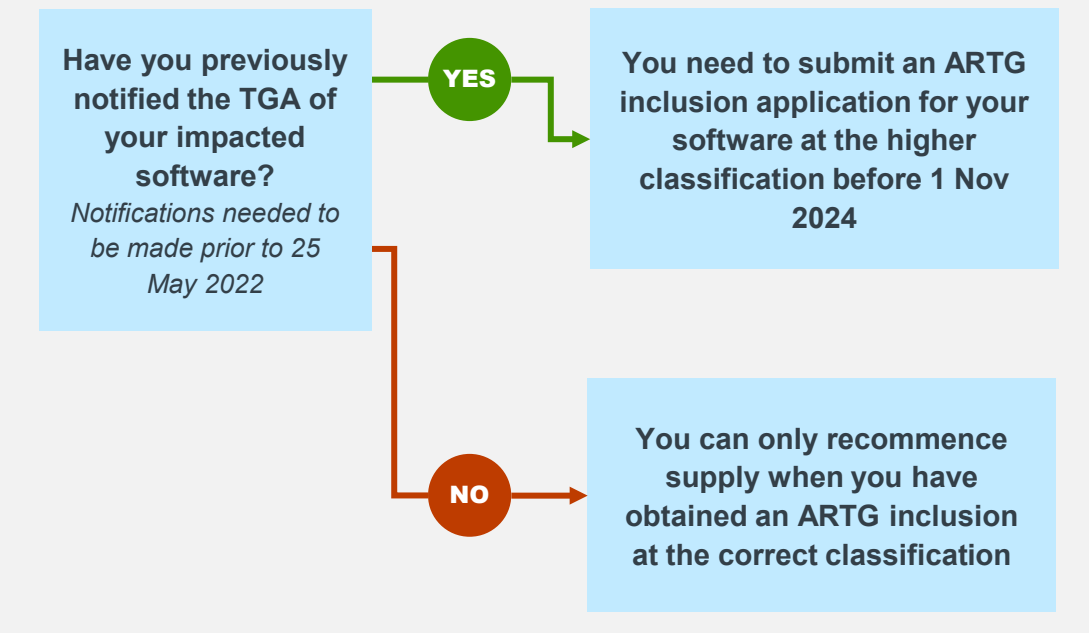 Have you previously
notified the TGA of
your impacted
software?
Notifications needed to
be made prior to 25
May 2022
YES
You need to submit an ARTG
inclusion application for your
software at the higher
classification before 1 Nov
2024
NO
You can only recommence
supply when you have
obtained an ARTG inclusion
at the correct classification